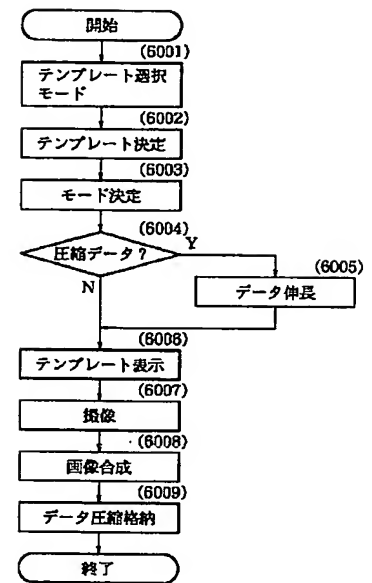 開始
(6001)
テンプレート選択
モード
(6002)
テンプレート決定
(6003)
モード決定
(6004)
圧縮データ?
Y
(6005)
データ伸長
N
(6006)
テンプレート表示
(6007)
撮像
(6008)
画像合成
(6009)
データ圧縮格納
終了